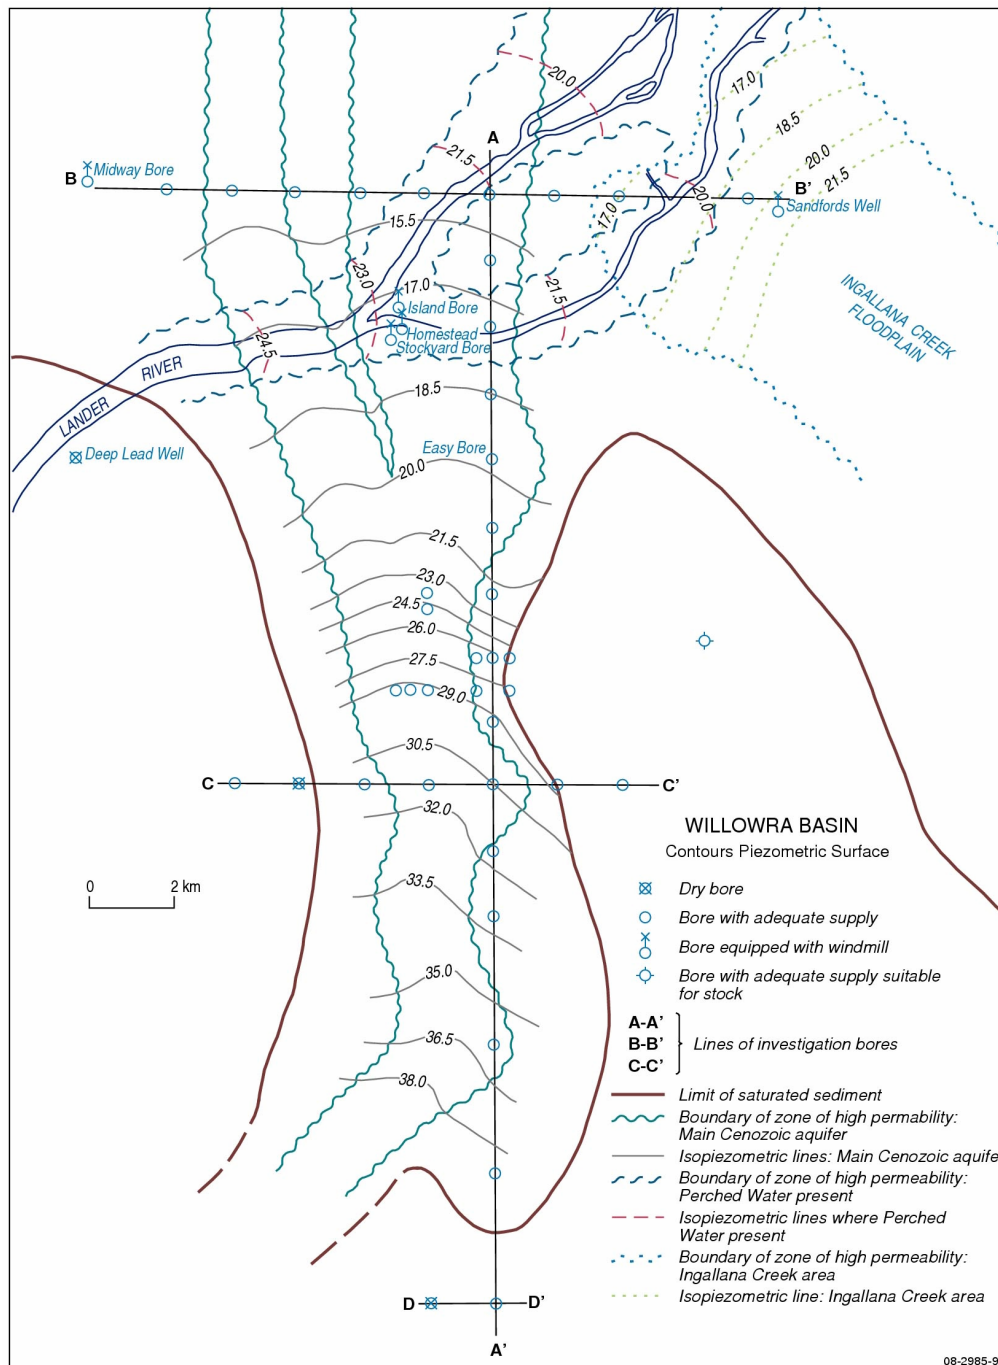 A
20.0
17.0
18.5
20.0
21.5
21.5
Midway Bore
B
B'
Sandfords Well
20.0
17.0
15.5
23.0
17.0
21.5
Island Bore
Homestead
Stockyard Bore
24.5
INGALLANA CREEK
FLOODPLAIN
LANDER RIVER
18.5
Deep Lead Well
Easy Bore
20.0
21.5
23.0
24.5
26.0
27.5
29.0
30.5
C
C'
32.0
33.5
35.0
36.5
38.0
0 2 km
WILLOWRA BASIN
Contours Piezometric Surface
Dry bore
Bore with adequate supply
Bore equipped with windmill
Bore with adequate supply suitable
for stock
A-A'
B-B' Lines of investigation bores
C-C'
Limit of saturated sediment
Boundary of zone of high permability:
Main Cenozoic aquifer
Isopiezometric lines: Main Cenozoic aquife
Boundary of zone of high permeability:
Perched Water present
Isopiezometric lines where Perched
Water present
Boundary of zone of high permeability:
Ingallana Creek area
Isopiezometric line: Ingallana Creek area
D
D'
A'
08-2985-9